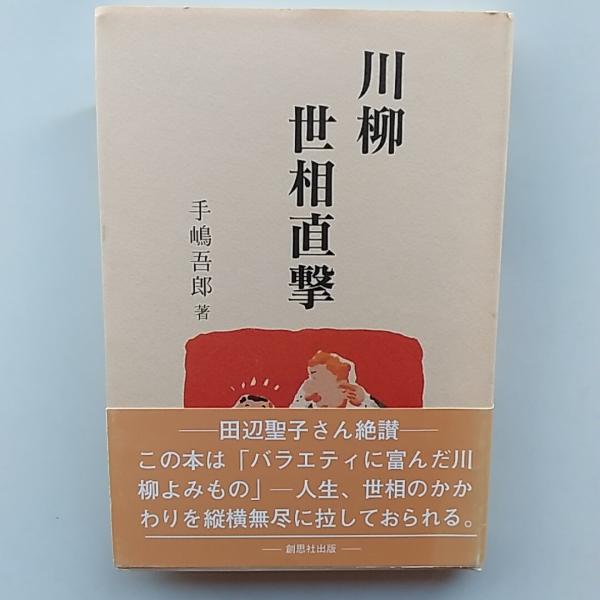 川柳
世相直撃
手嶋吾郎 著
―田辺聖子さん絶讃―
この本は「バラエティに富んだ川
柳よみもの」―人生、世相のかか
わりを縦横無尽に拉しておられる。
― 創思社出版 ―